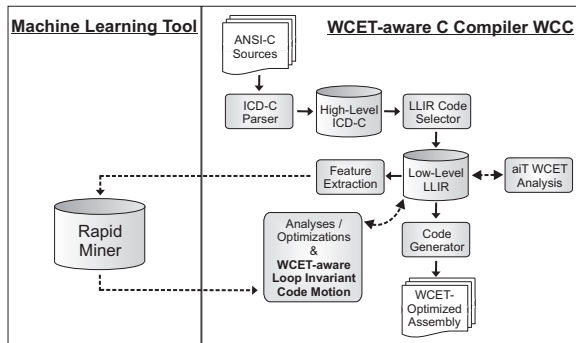 Machine Learning Tool
WCET-aware C Compiler WCC
ANSI-C
Sources
ICD-C
Parser
High-Level
ICD-C
LLIR Code
Selector
Feature
Extraction
Low-Level
LLIR
aiT WCET
Analysis
Rapid
Miner
Analyses /
Optimizations
&
WCET-aware
Loop Invariant
Code Motion
Code
Generator
WCET-
Optimized
Assembly